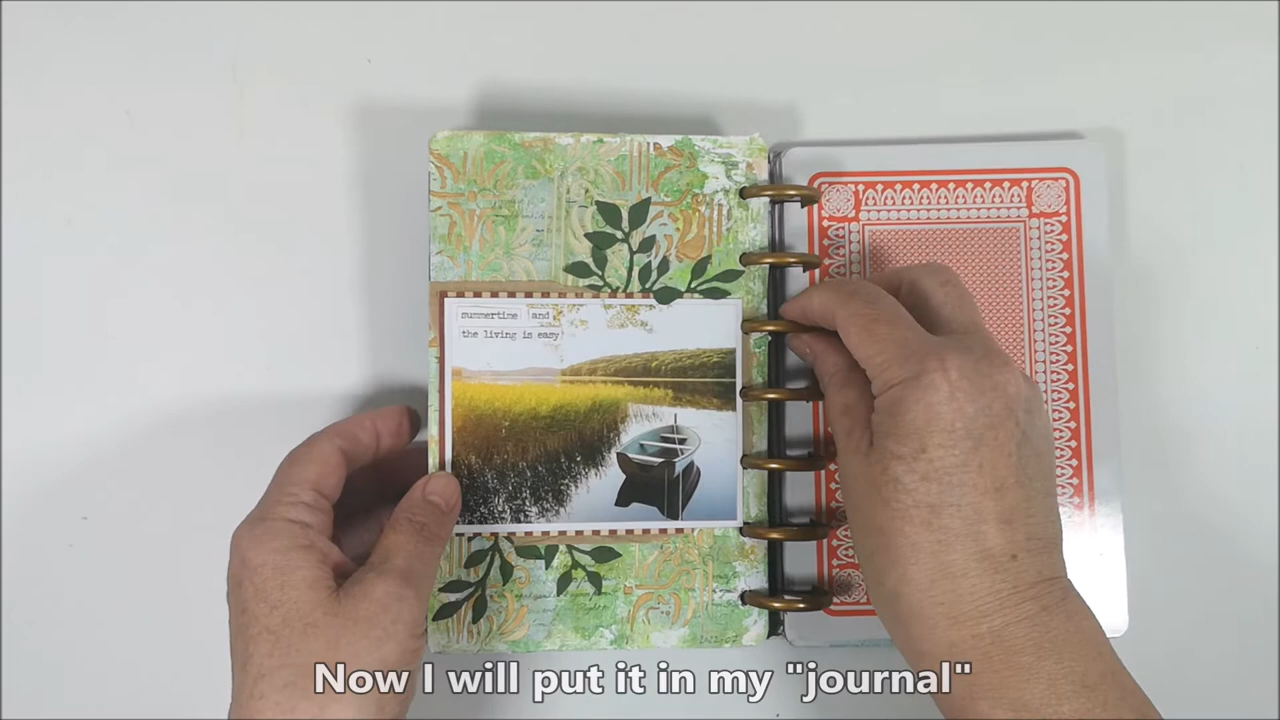 summertime and
the living is easy
Now I will put it in my "journal"